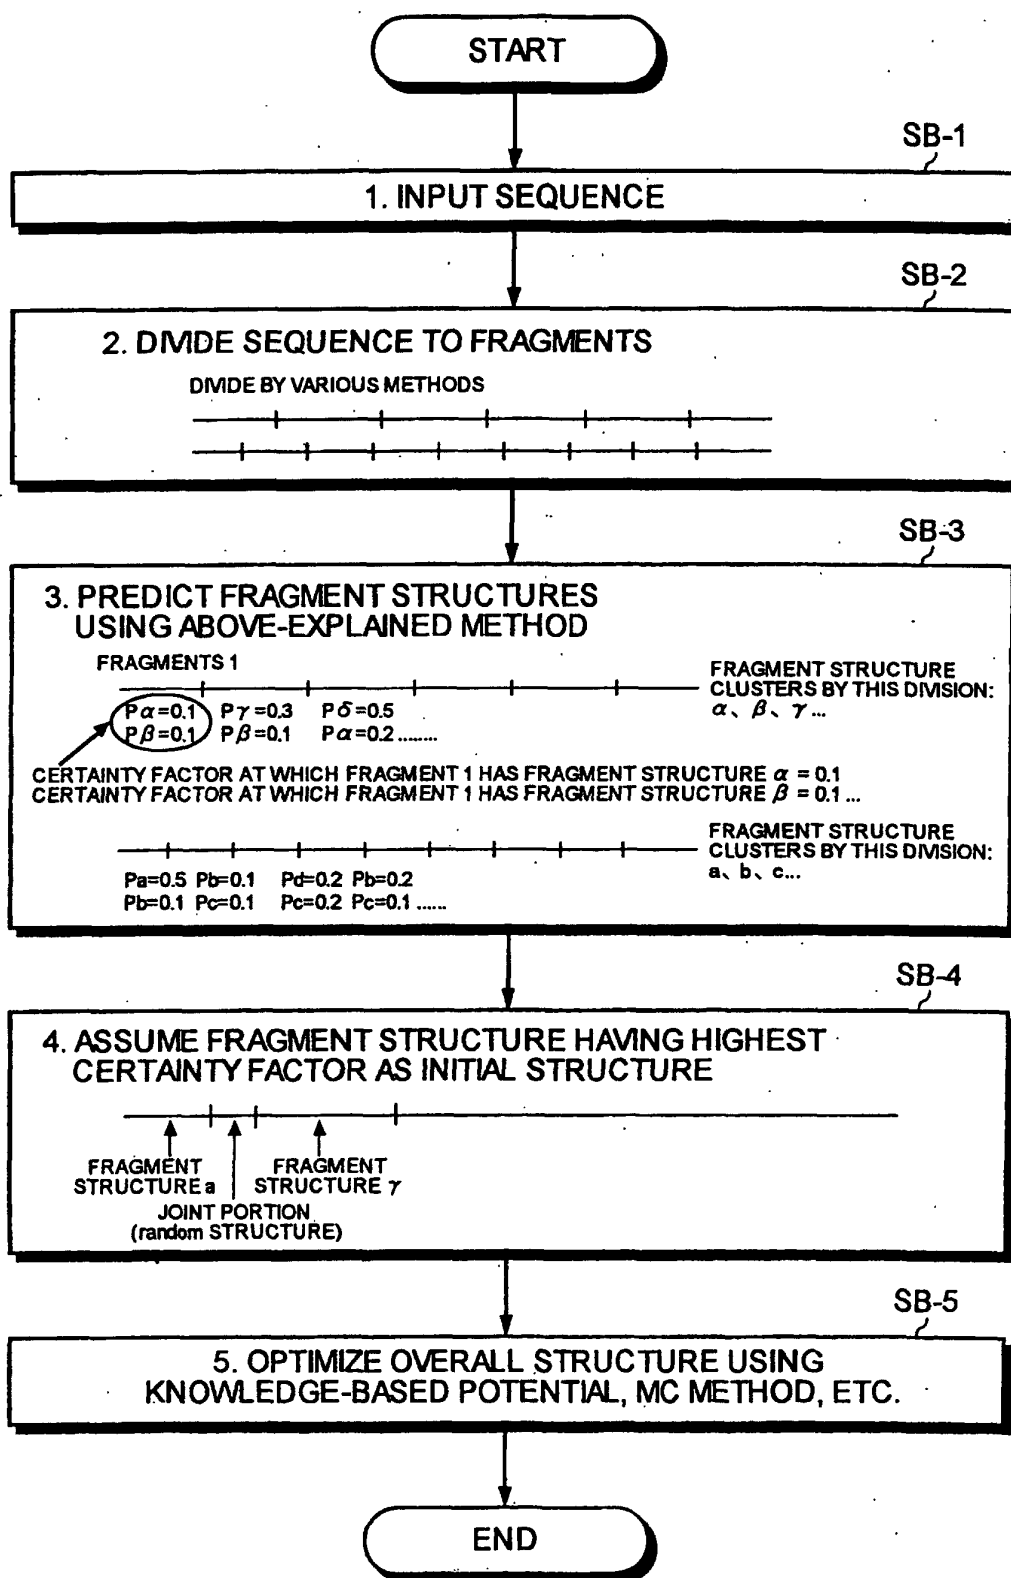 START
SB-1
1. INPUT SEQUENCE
SB-2
2. DIVIDE SEQUENCE TO FRAGMENTS
DIVIDE BY VARIOUS METHODS
SB-3
3. PREDICT FRAGMENT STRUCTURES
USING ABOVE-EXPLAINED METHOD
FRAGMENTS 1
FRAGMENT STRUCTURE
CLUSTERS BY THIS DIVISION:
α、β、γ...
Pα=0.1 Pγ=0.3 Pδ=0.5
Pβ=0.1 Pβ=0.1 Pα=0.2........
CERTAINTY FACTOR AT WHICH FRAGMENT 1 HAS FRAGMENT STRUCTURE α = 0.1
CERTAINTY FACTOR AT WHICH FRAGMENT 1 HAS FRAGMENT STRUCTURE β = 0.1 ...
FRAGMENT STRUCTURE
CLUSTERS BY THIS DIVISION:
a、b、c...
Pa=0.5 Pb=0.1 Pd=0.2 Pb=0.2
Pb=0.1 Pc=0.1 Pc=0.2 Pc=0.1 ......
SB-4
4. ASSUME FRAGMENT STRUCTURE HAVING HIGHEST
CERTAINTY FACTOR AS INITIAL STRUCTURE
FRAGMENT
STRUCTURE a
FRAGMENT
STRUCTURE γ
JOINT PORTION
(random STRUCTURE)
SB-5
5. OPTIMIZE OVERALL STRUCTURE USING
KNOWLEDGE-BASED POTENTIAL, MC METHOD, ETC.
END